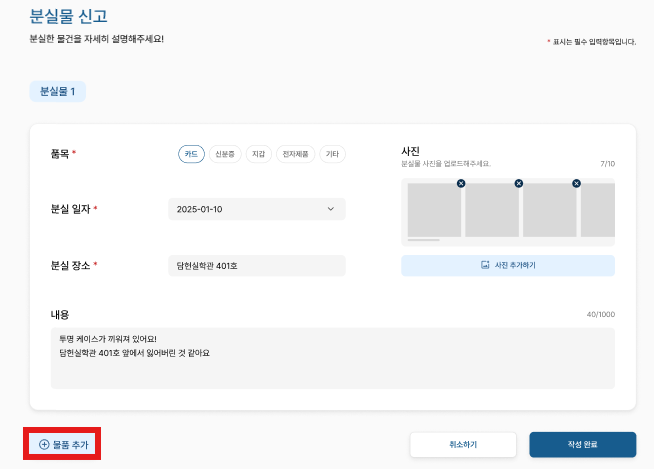 분실물 신고
분실한 물건을 자세히 설명해주세요!
* 표시는 필수 입력항목입니다.
분실물 1
품목 *
카드 신분증 지갑 전자제품 기타
분실 일자 *
2025-01-10
분실 장소 *
담헌실학관 401호
사진
분실물 사진을 업로드해주세요.
7/10
사진 추가하기
내용
40/1000
투명 케이스가 끼워져 있어요!
담헌실학관 401호 앞에서 잃어버린 것 같아요
물품 추가
취소하기
작성 완료